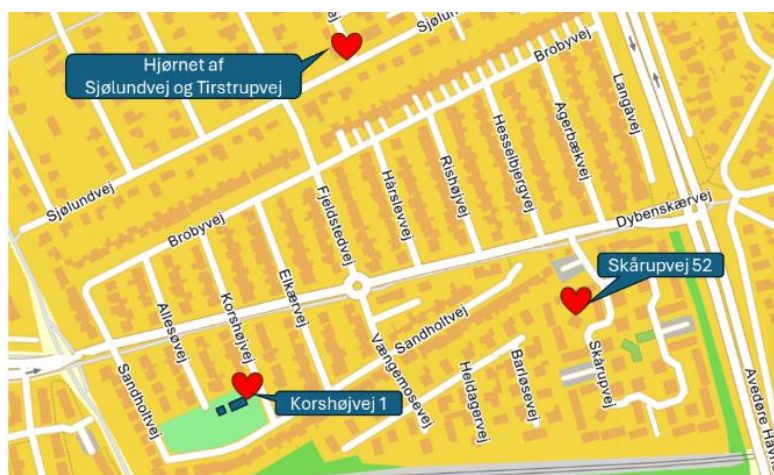 Hjørnet af
Sjølundvej og Tirstrupvej
Sjølundvej
Brobyvej
Langåvej
Agerbækvej
Hesselbjergvej
Rishøjvej
Hårslevvej
Fjeldstedvej
Sjølundvej
Brobyvej
Dybenskærvej
Elkærvej
Korshøjvej
Allesøvej
Sandholtvej
Skårupvej 52
Sandholtvej
Vængemosevej
Heldagervej
Barløsevej
Skårupvej
Korshøjvej 1